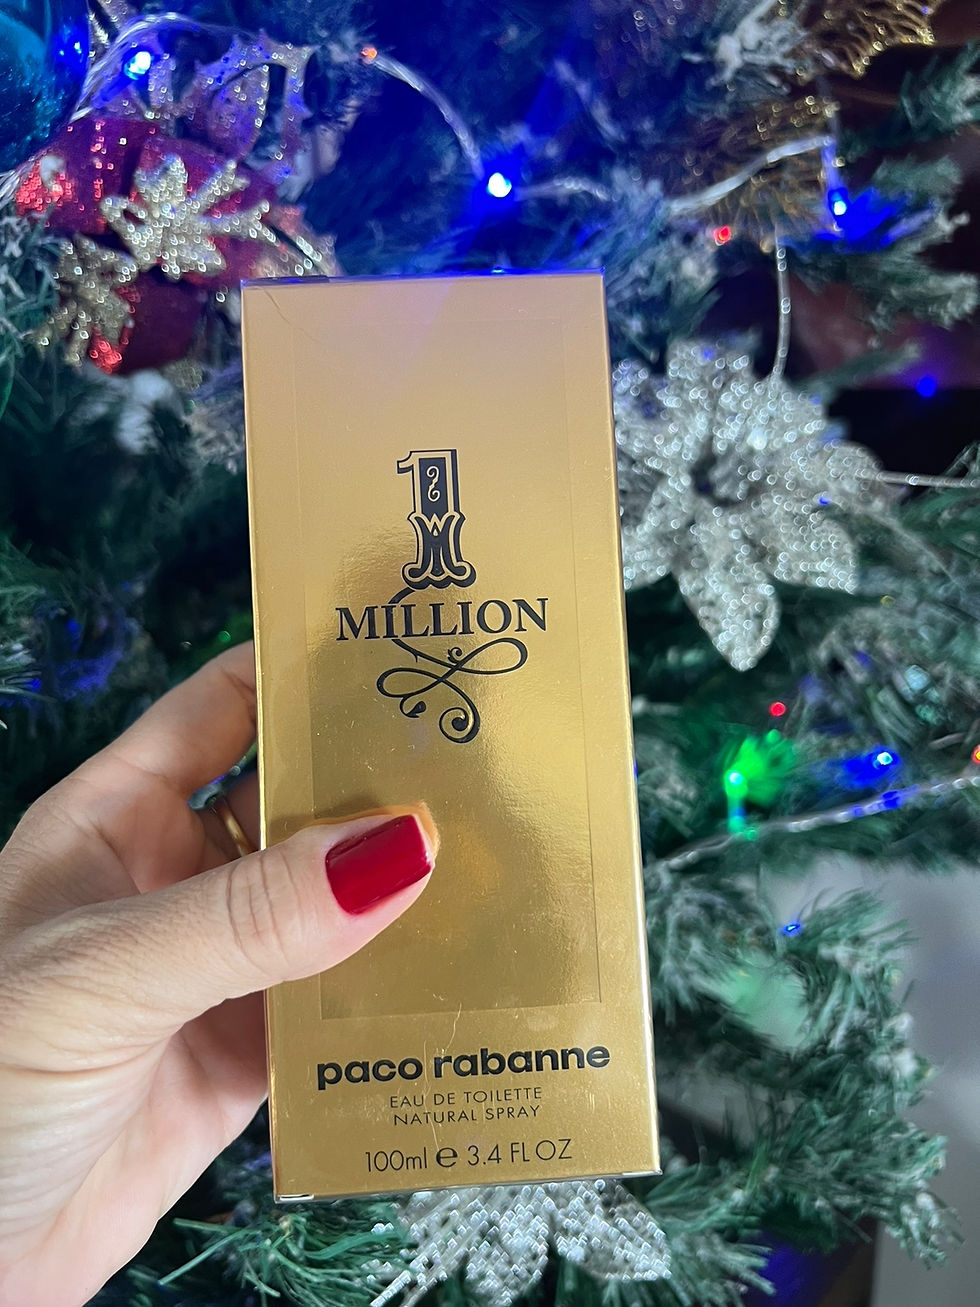 1
MILLION
paco rabanne
EAU DE TOILETTE
NATURAL SPRAY
100ml ℮ 3.4 FL OZ